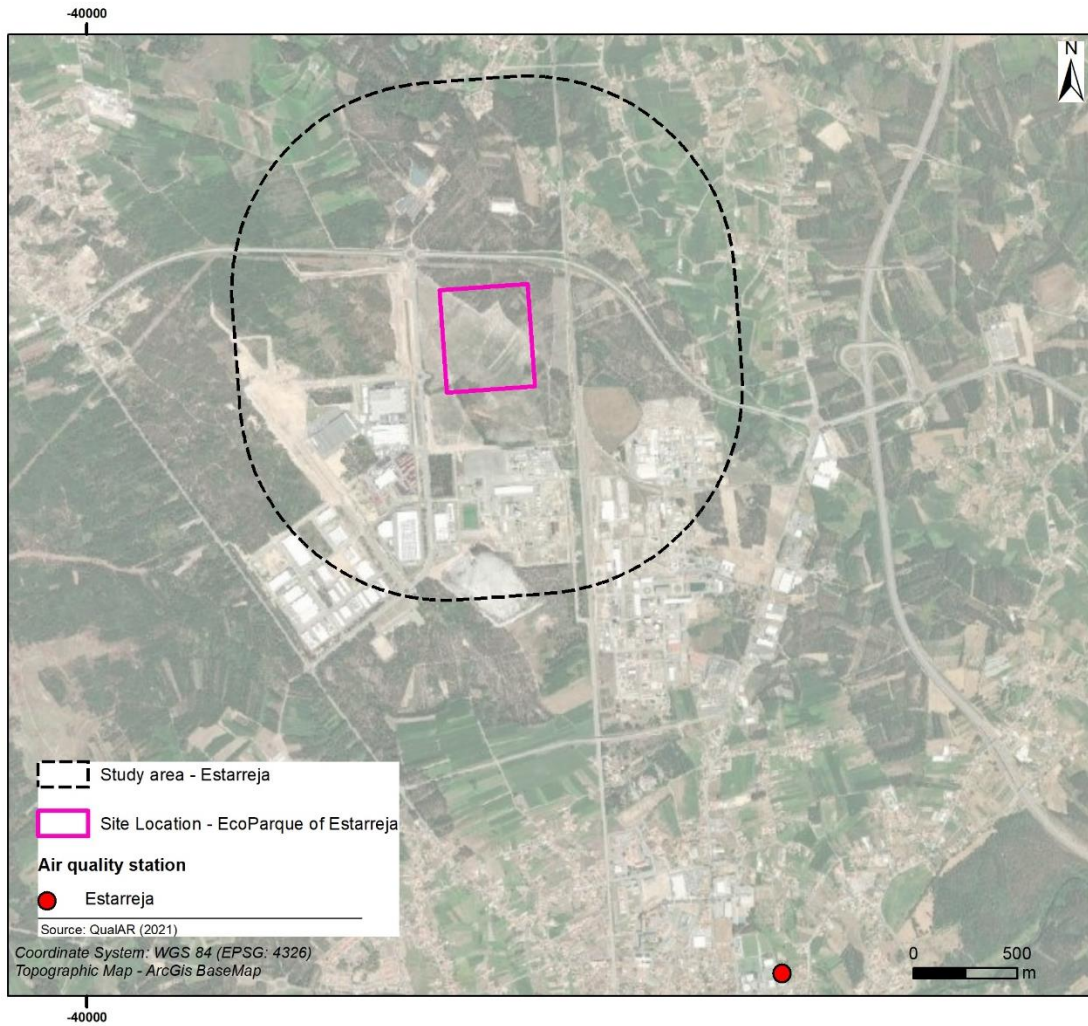 -40000
N
Study area - Estarreja
Site Location - EcoParque of Estarreja
Air quality station
Estarreja
Source: QualAR (2021)
Coordinate System: WGS 84 (EPSG: 4326)
Topographic Map - ArcGis BaseMap
0 500
m
-40000